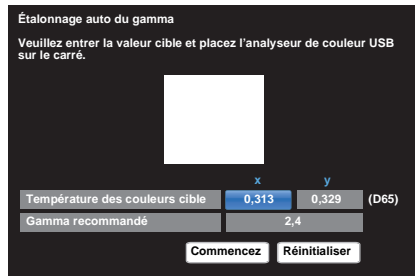 Étalonnage auto du gamma
Veuillez entrer la valeur cible et placez l'analyseur de couleur USB
sur le carré.
x y
Température des couleurs cible 0,313 0,329 (D65)
Gamma recommandé 2,4
Commencez Réinitialiser